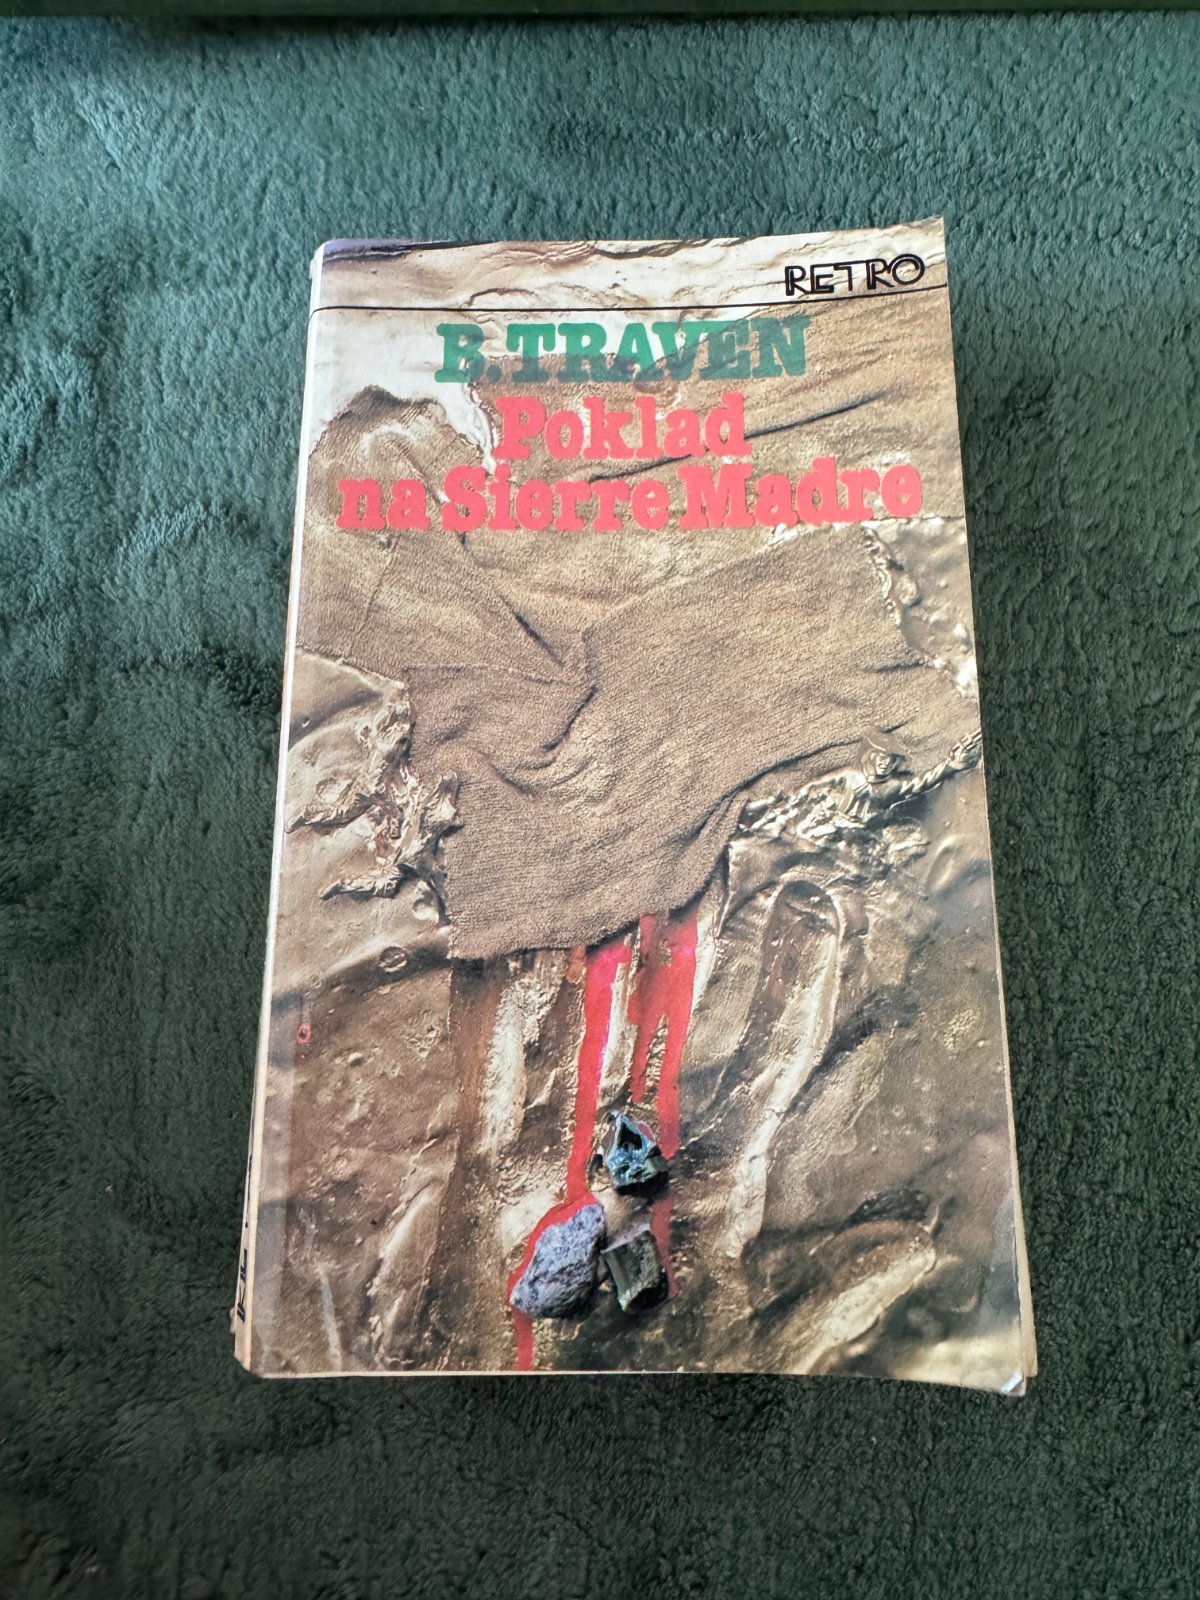 RETRO
B. TRAVEN
Poklad
na Sierre Madre